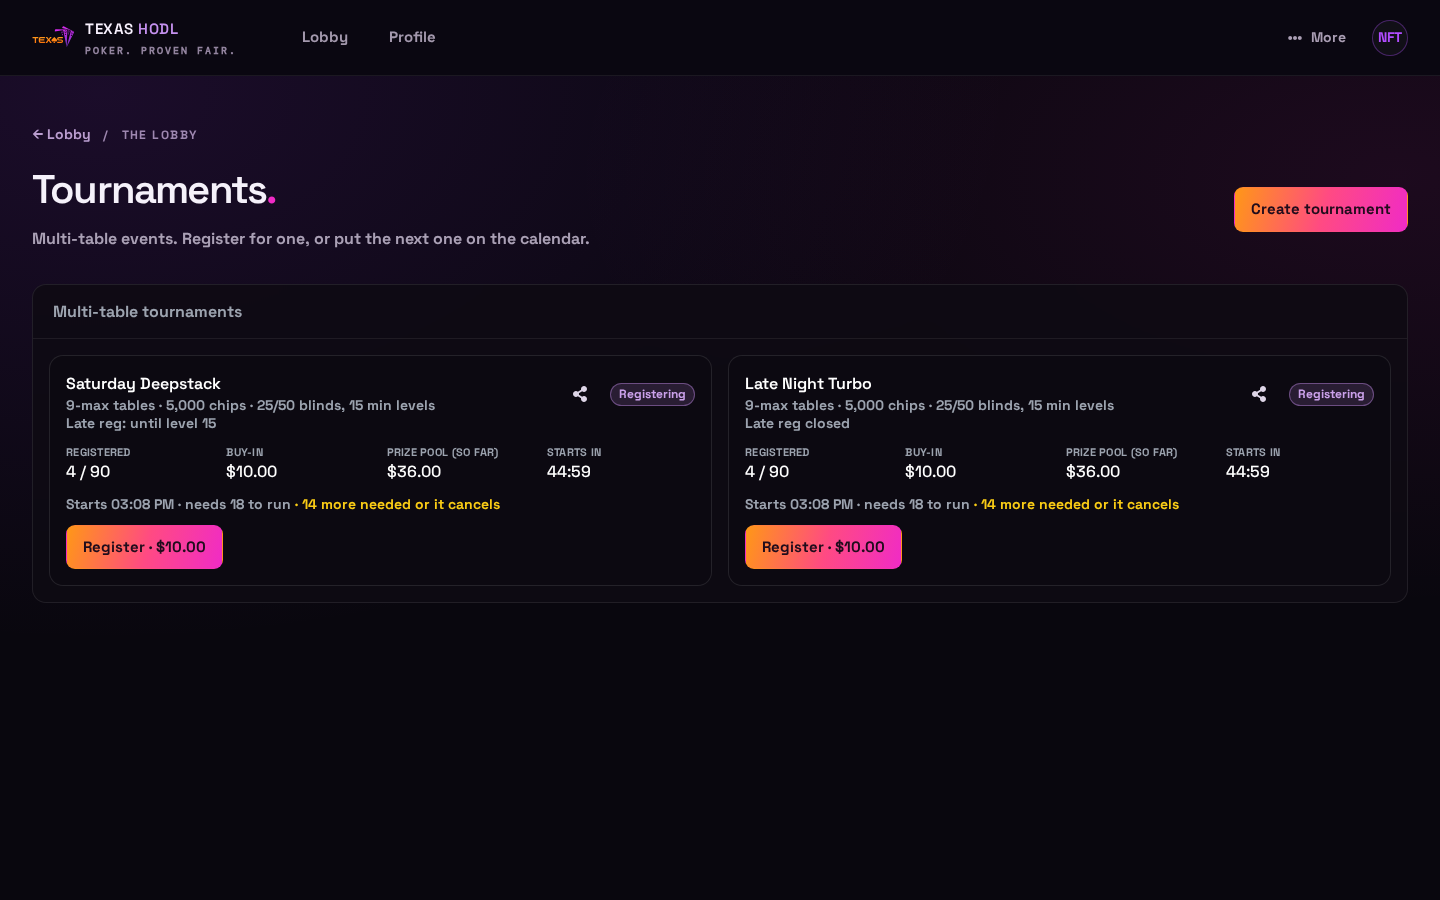 TEXAS
TEXAS HODL
POKER. PROVEN FAIR.
Lobby
Profile
••• More
NFT
← Lobby / THE LOBBY
Tournaments.
Multi-table events. Register for one, or put the next one on the calendar.
Create tournament
Multi-table tournaments
Saturday Deepstack
9-max tables · 5,000 chips · 25/50 blinds, 15 min levels
Late reg: until level 15
Registering
REGISTERED BUY-IN PRIZE POOL (SO FAR) STARTS IN
4 / 90 $10.00 $36.00 44:59
Starts 03:08 PM · needs 18 to run · 14 more needed or it cancels
Register · $10.00
Late Night Turbo
9-max tables · 5,000 chips · 25/50 blinds, 15 min levels
Late reg closed
Registering
REGISTERED BUY-IN PRIZE POOL (SO FAR) STARTS IN
4 / 90 $10.00 $36.00 44:59
Starts 03:08 PM · needs 18 to run · 14 more needed or it cancels
Register · $10.00